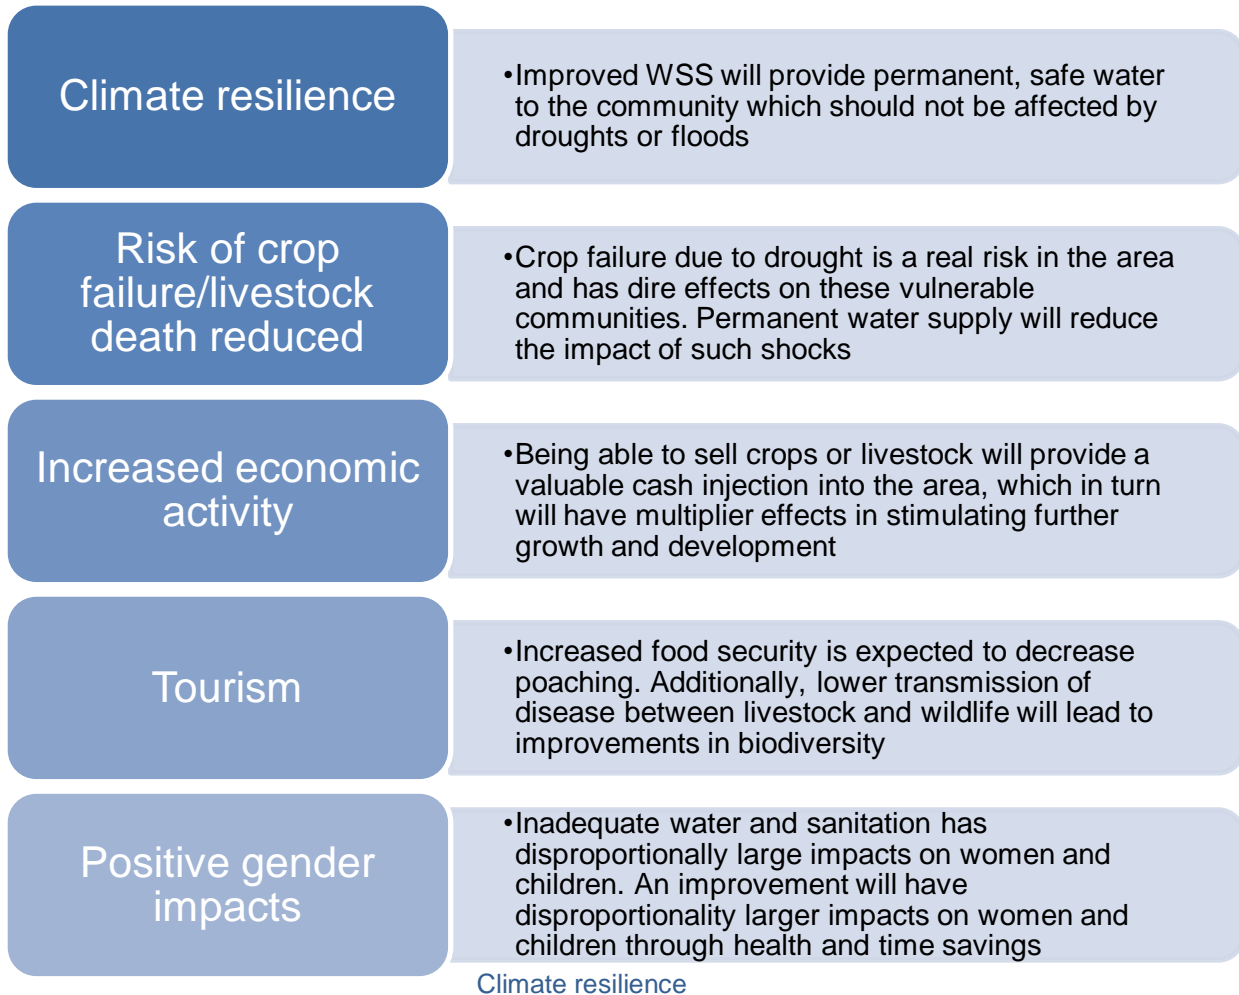 Climate resilience
•Improved WSS will provide permanent, safe water
to the community which should not be affected by
droughts or floods
Risk of crop
failure/livestock
death reduced
•Crop failure due to drought is a real risk in the area
and has dire effects on these vulnerable
communities. Permanent water supply will reduce
the impact of such shocks
Increased economic
activity
•Being able to sell crops or livestock will provide a
valuable cash injection into the area, which in turn
will have multiplier effects in stimulating further
growth and development
Tourism
•Increased food security is expected to decrease
poaching. Additionally, lower transmission of
disease between livestock and wildlife will lead to
improvements in biodiversity
Positive gender
impacts
•Inadequate water and sanitation has
disproportionally large impacts on women and
children. An improvement will have
disproportionality larger impacts on women and
children through health and time savings
Climate resilience